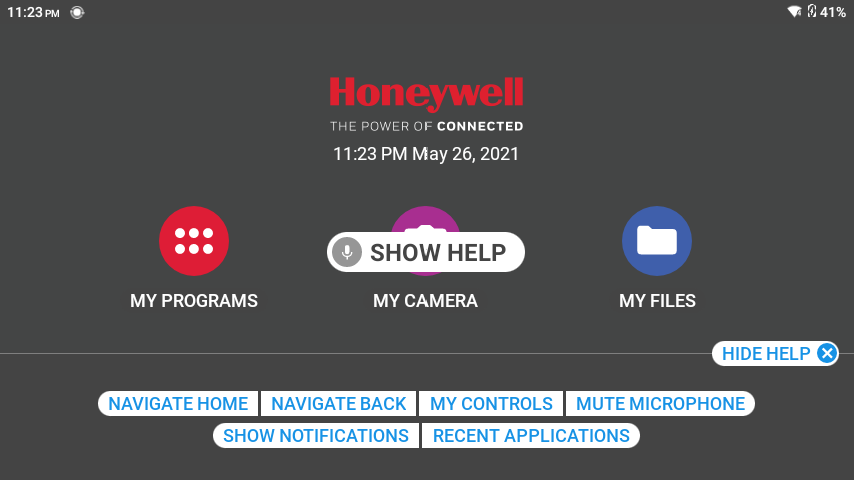 11:23 PM 41%
Honeywell
THE POWER OF CONNECTED
11:23 PM May 26, 2021
SHOW HELP
MY PROGRAMS MY CAMERA MY FILES
HIDE HELP
NAVIGATE HOME NAVIGATE BACK MY CONTROLS MUTE MICROPHONE
SHOW NOTIFICATIONS RECENT APPLICATIONS